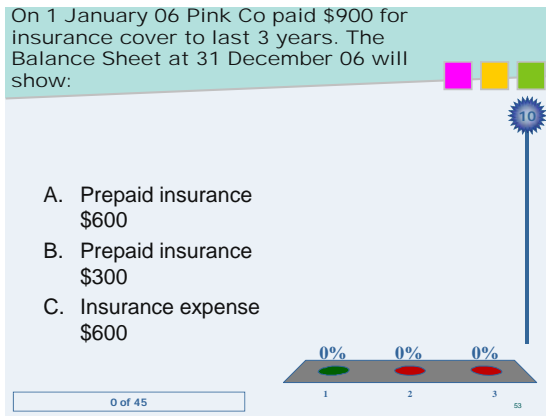 On 1 January 06 Pink Co paid $900 for
insurance cover to last 3 years. The
Balance Sheet at 31 December 06 will
show:
10
A. Prepaid insurance
$600
B. Prepaid insurance
$300
C. Insurance expense
$600
0% 0% 0%
1 2 3
0 of 45
53